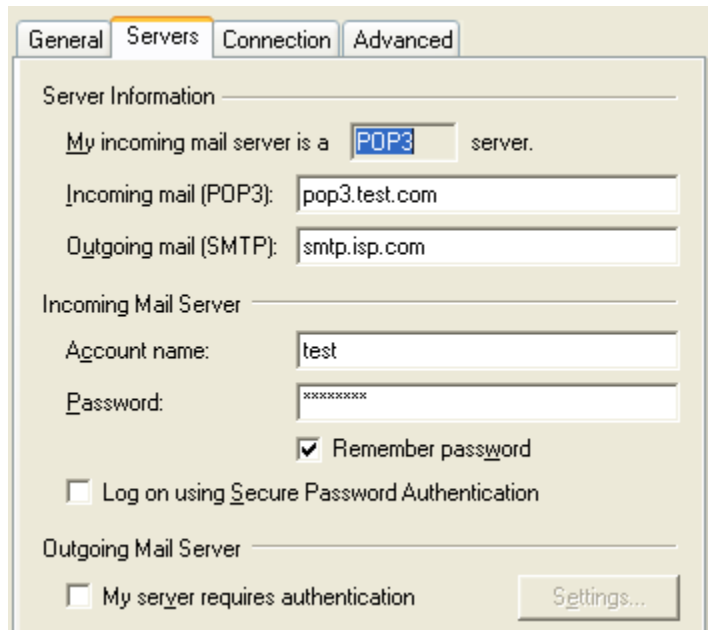 General Servers Connection Advanced
Server Information
My incoming mail server is a POP3 server.
Incoming mail (POP3): pop3.test.com
Outgoing mail (SMTP): smtp.isp.com
Incoming Mail Server
Account name: test
Password: ××××××××
Remember password
Log on using Secure Password Authentication
Outgoing Mail Server
My server requires authentication Settings...